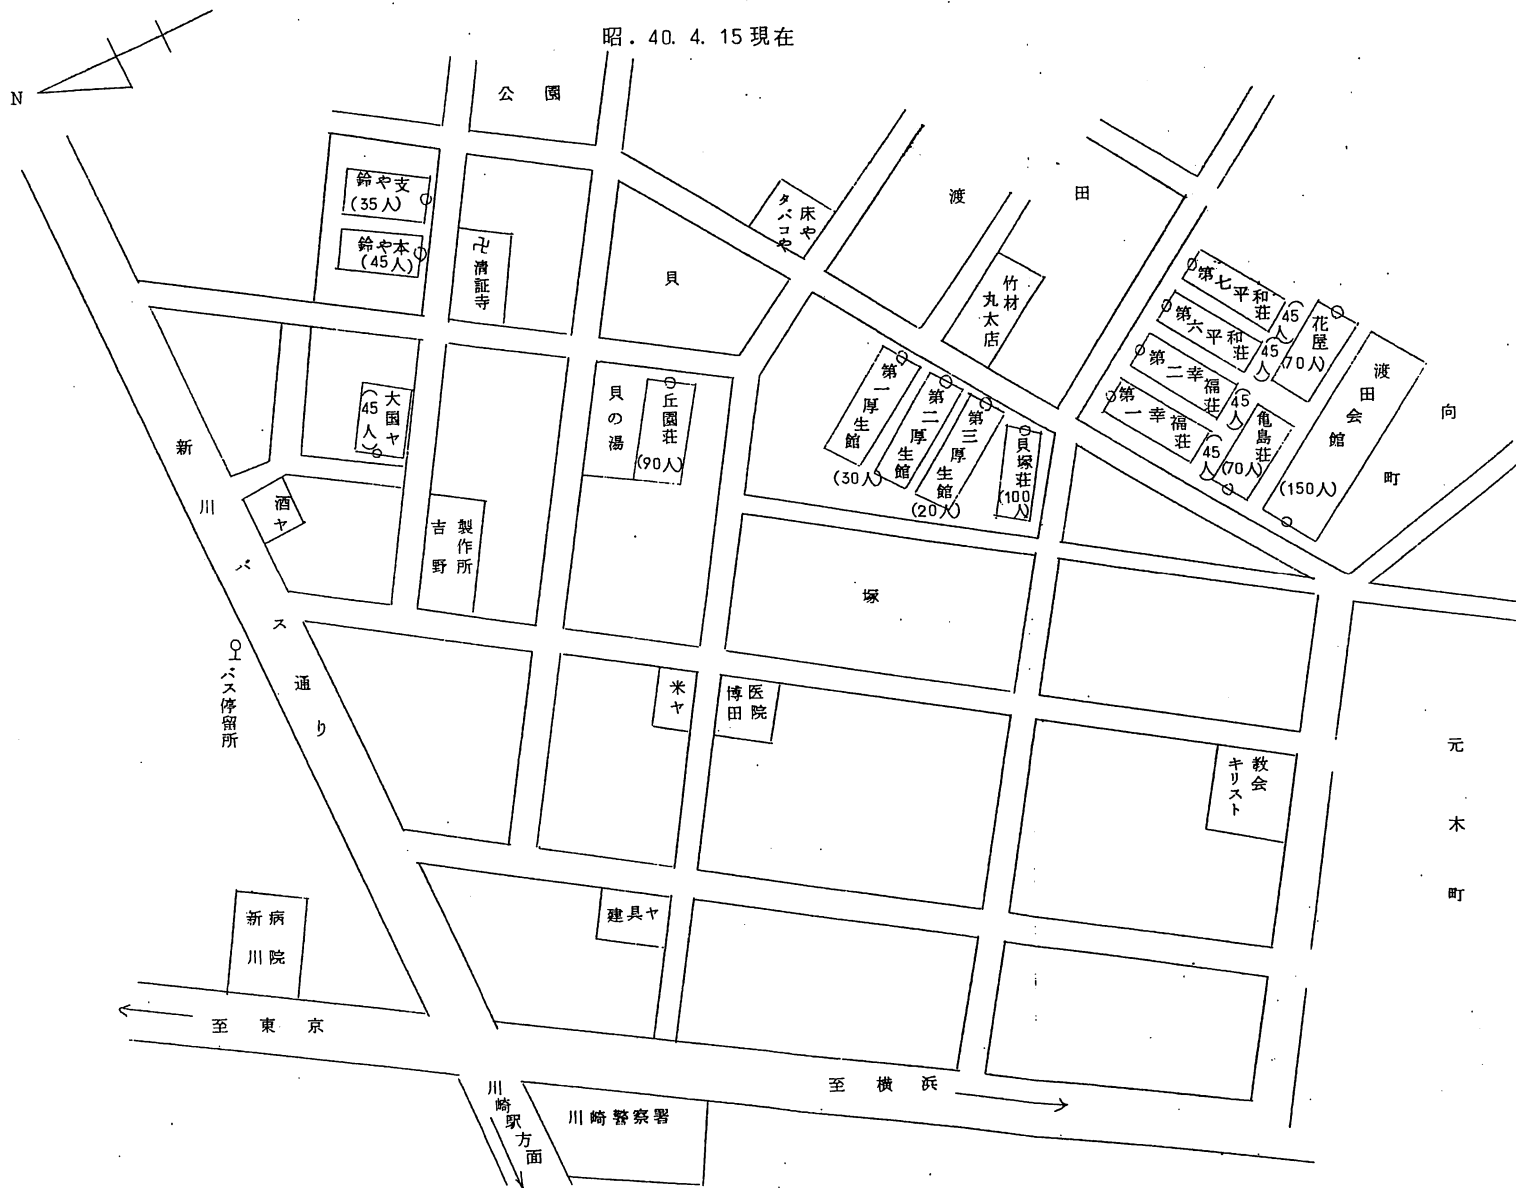 昭. 40. 4. 15 現在
N
公園
鈴や支
(35人)
鈴や本
(45人)
卍清証寺
貝
タバコや
床や
渡田
竹材
丸太店
第七平和荘
(45人)
第六平和荘
(45人)
第二幸福荘
(45人)
第一幸福荘
(45人)
花屋
(70人)
亀島荘
(70人)
渡田会館
(150人)
向町
大国ヤ
(45人)
貝の湯
丘園荘
(90人)
第一厚生館
(30人)
第二厚生館
第三厚生館
(20人)
貝塚荘
(100人)
新川バス通り
酒ヤ
吉野
製作所
塚
バス停留所
米ヤ
博田
医院
教会
キリスト
元木町
新川
病院
建具ヤ
至東京
至横浜
川崎駅方面
川崎警察署